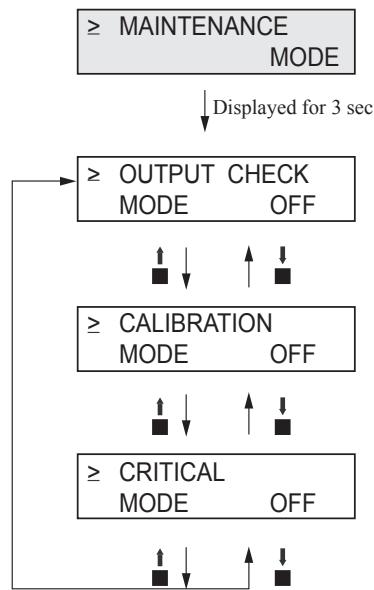 ≥ MAINTENANCE
MODE
Displayed for 3 sec
≥ OUTPUT CHECK
MODE OFF
≥ CALIBRATION
MODE OFF
≥ CRITICAL
MODE OFF